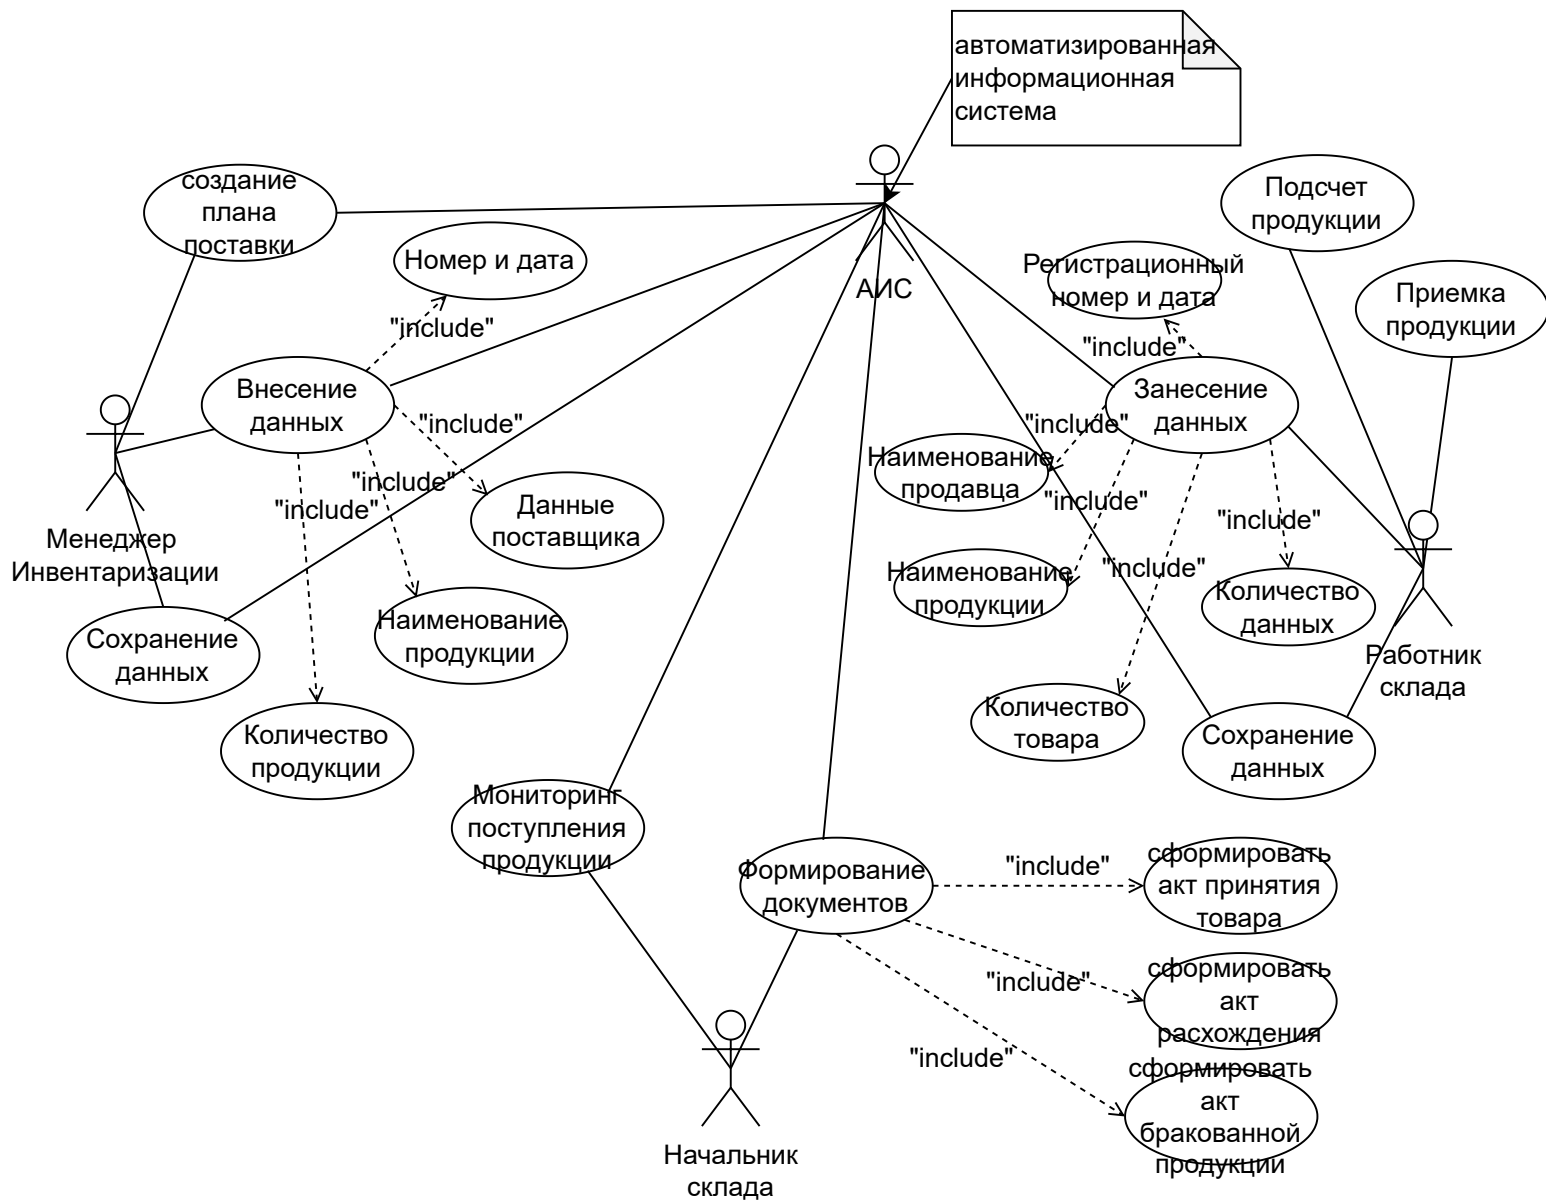 автоматизированная
информационная
система
создание
плана
поставки
Подсчет
продукции
Номер и дата
АИС
Регистрационный
номер и дата
Приемка
продукции
"include"
"include"
Внесение
данных
Занесение
данных
"include"
"include"
Наименование
продавца
"include"
"include"
"include"
"include"
"include"
Данные
поставщика
Менеджер
Инвентаризации
Наименование
продукции
Количество
данных
Наименование
продукции
Сохранение
данных
Работник
склада
Количество
товара
Количество
продукции
Сохранение
данных
Мониторинг
поступления
продукции
Формирование
документов
"include"
сформировать
акт принятия
товара
"include"
сформировать
акт
расхождения
"include"
сформировать
акт
бракованной
продукции
Начальник
склада